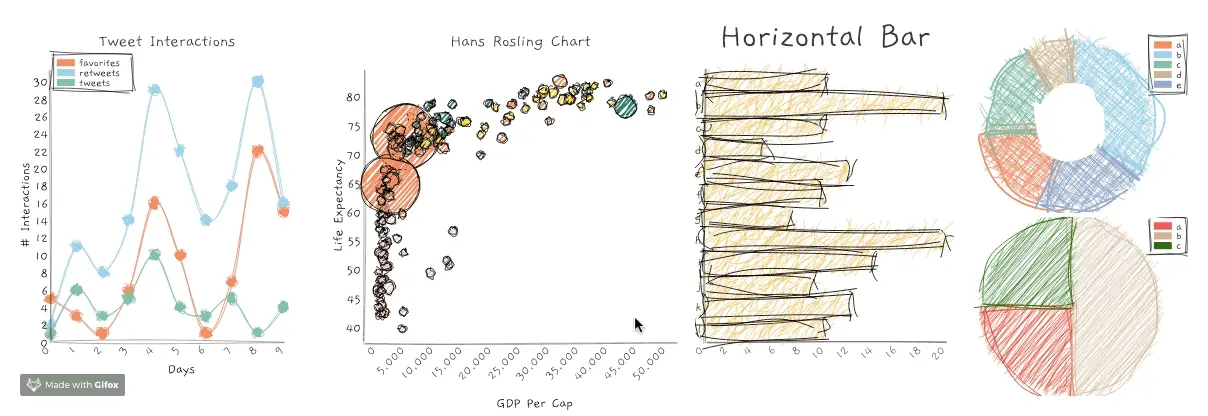 Tweet Interactions
favorites
retweets
tweets
30
28
26
24
22
20
18
16
14
12
10
8
6
4
2
0
# Interactions
0 1 2 3 4 5 6 7 8 9
Days
Made with Gifox
Hans Rosling Chart
80
75
70
65
60
55
50
45
40
Life Expectancy
0 5,000 10,000 15,000 20,000 25,000 30,000 35,000 40,000 45,000 50,000
GDP Per Cap
Horizontal Bar
a
b
d
f
g
h
k
0 2 4 6 8 10 12 14 16 18 20
a
b
c
d
e
a
b
c